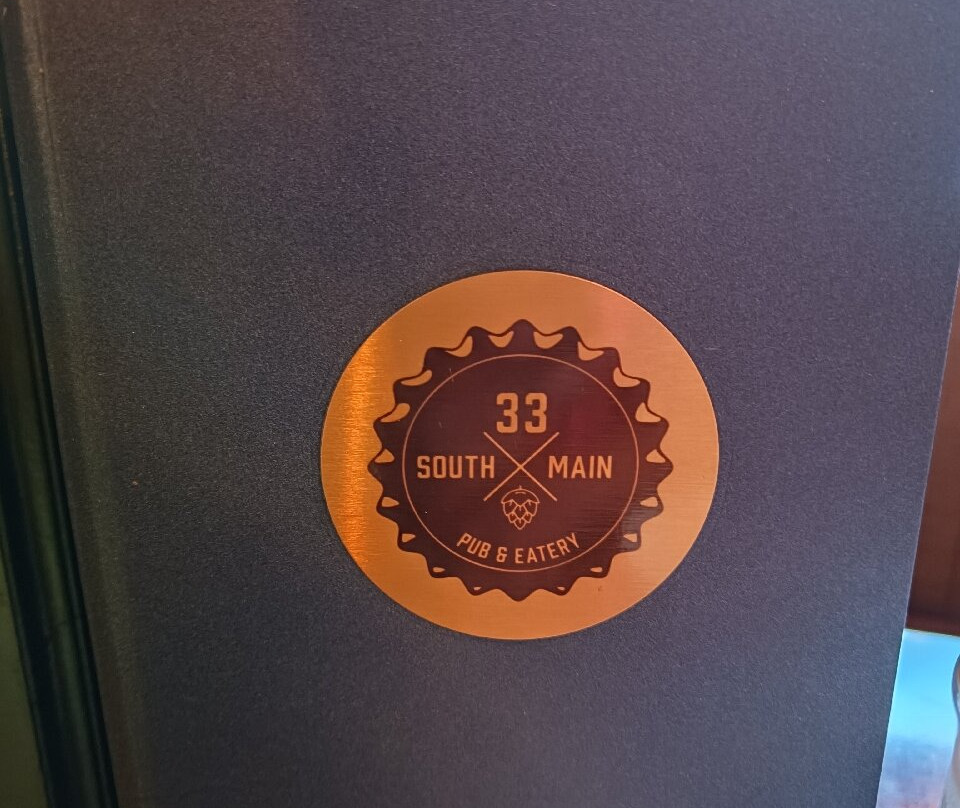 33
SOUTH MAIN
PUB & EATERY